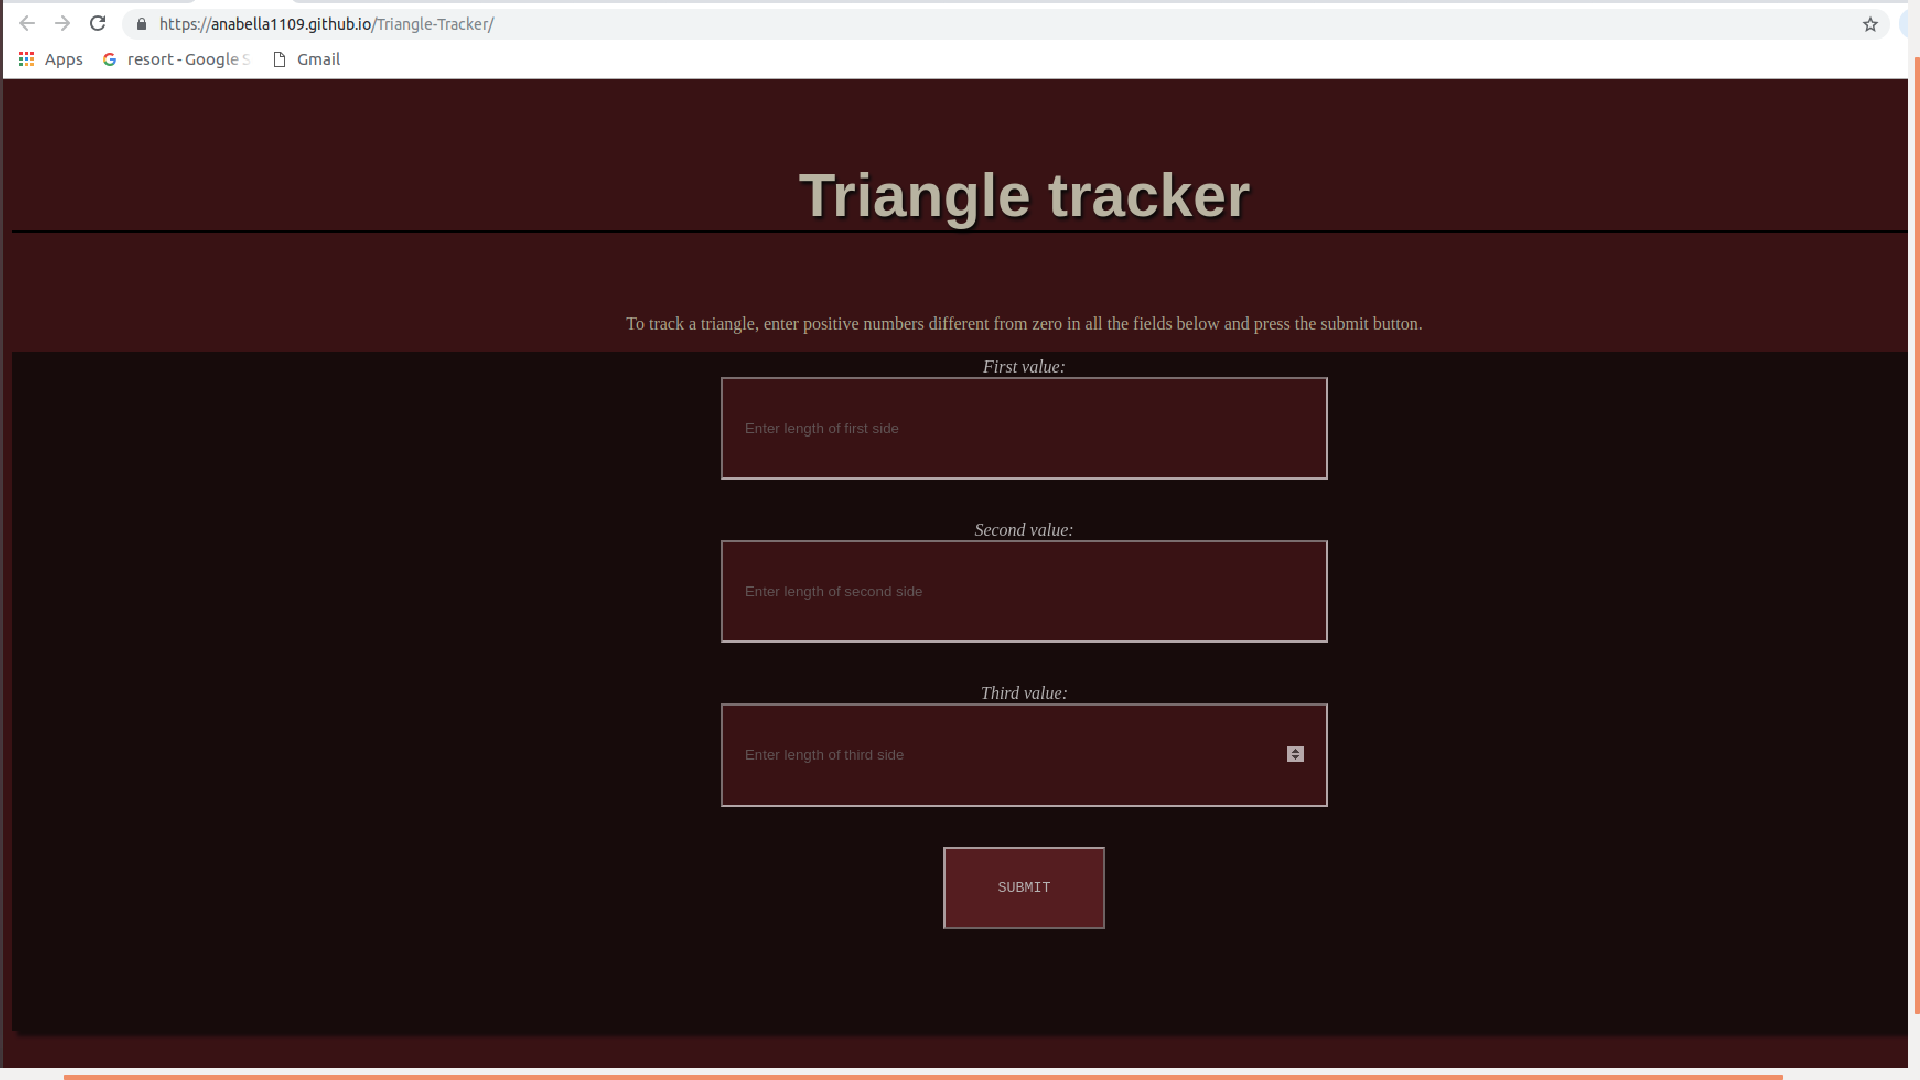 https://anabella1109.github.io/Triangle-Tracker/
Apps resort - Google S Gmail
Triangle tracker
To track a triangle, enter positive numbers different from zero in all the fields below and press the submit button.
First value:
Enter length of first side
Second value:
Enter length of second side
Third value:
Enter length of third side
SUBMIT